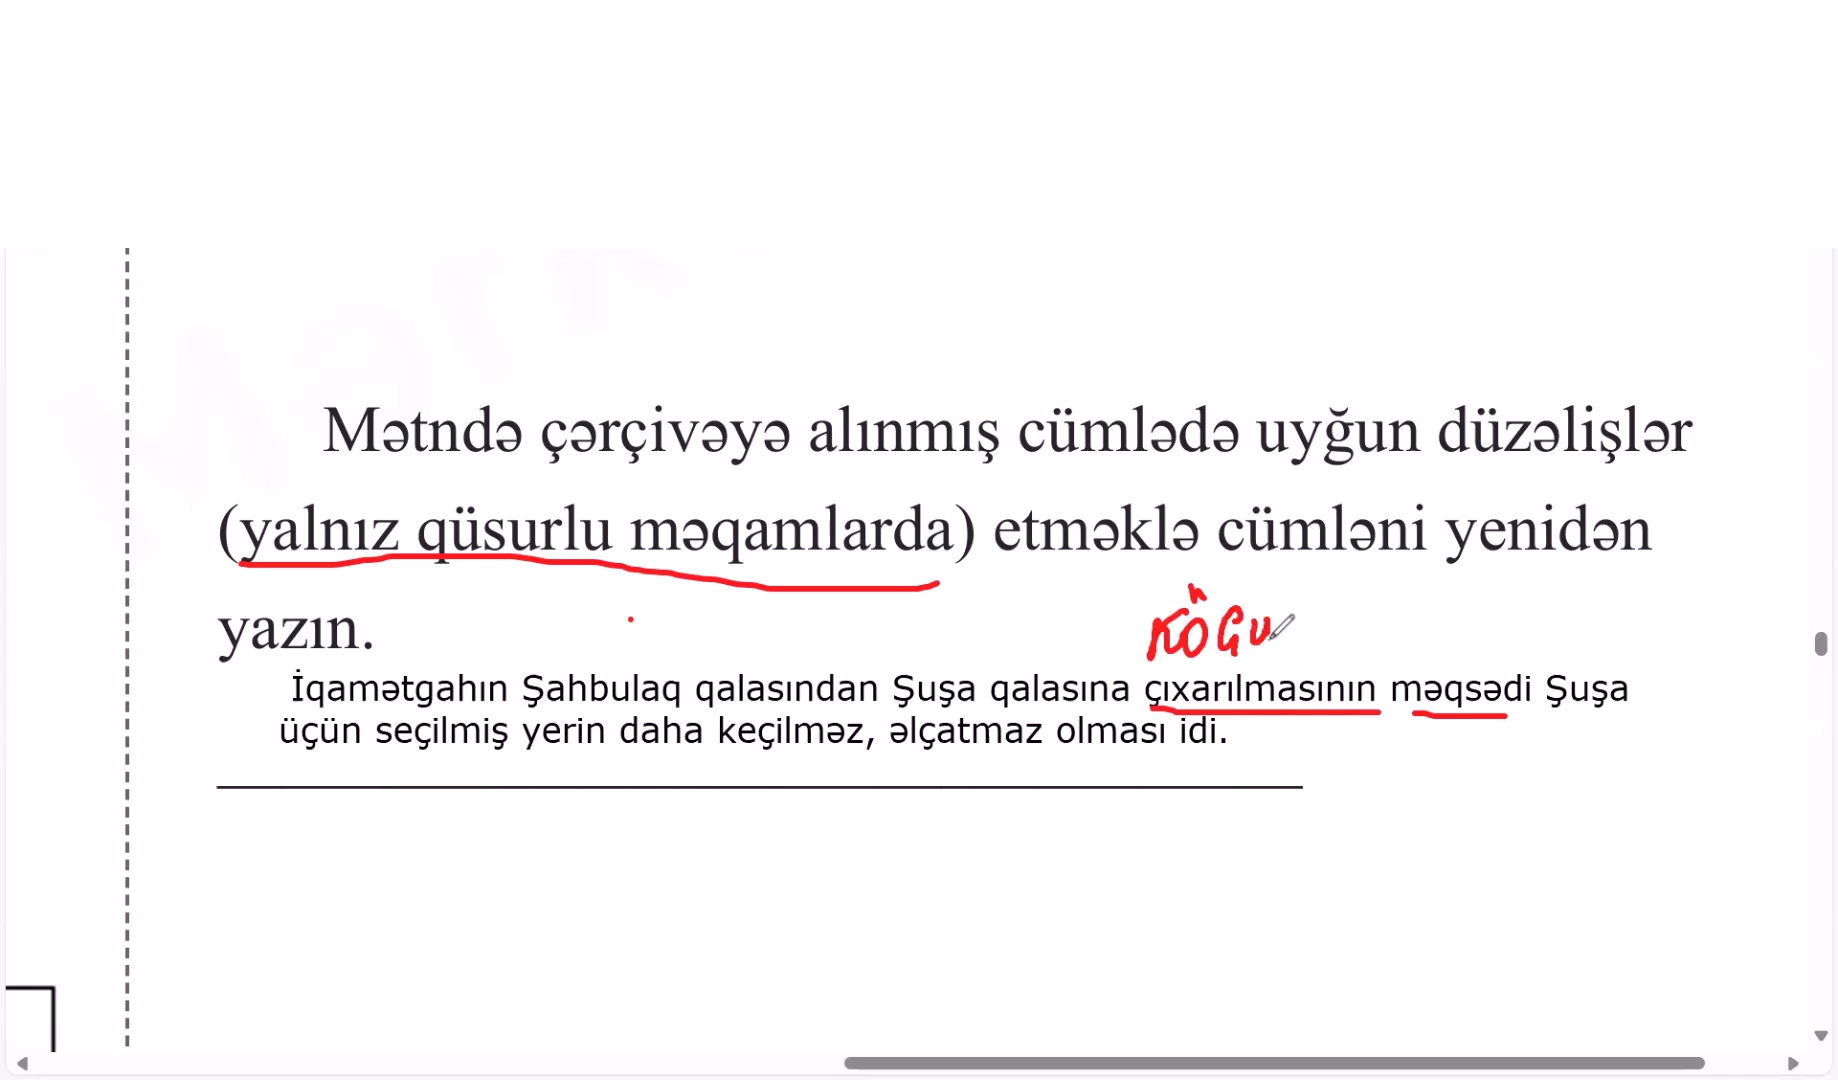 Mətndə çərçivəyə alınmış cümlədə uyğun düzəlişlər
(yalnız qüsurlu məqamlarda) etməklə cümləni yenidən
yazın.
KÖÇU
İqamətgahın Şahbulaq qalasından Şuşa qalasına çıxarılmasının məqsədi Şuşa
üçün seçilmiş yerin daha keçilməz, əlçatmaz olması idi.